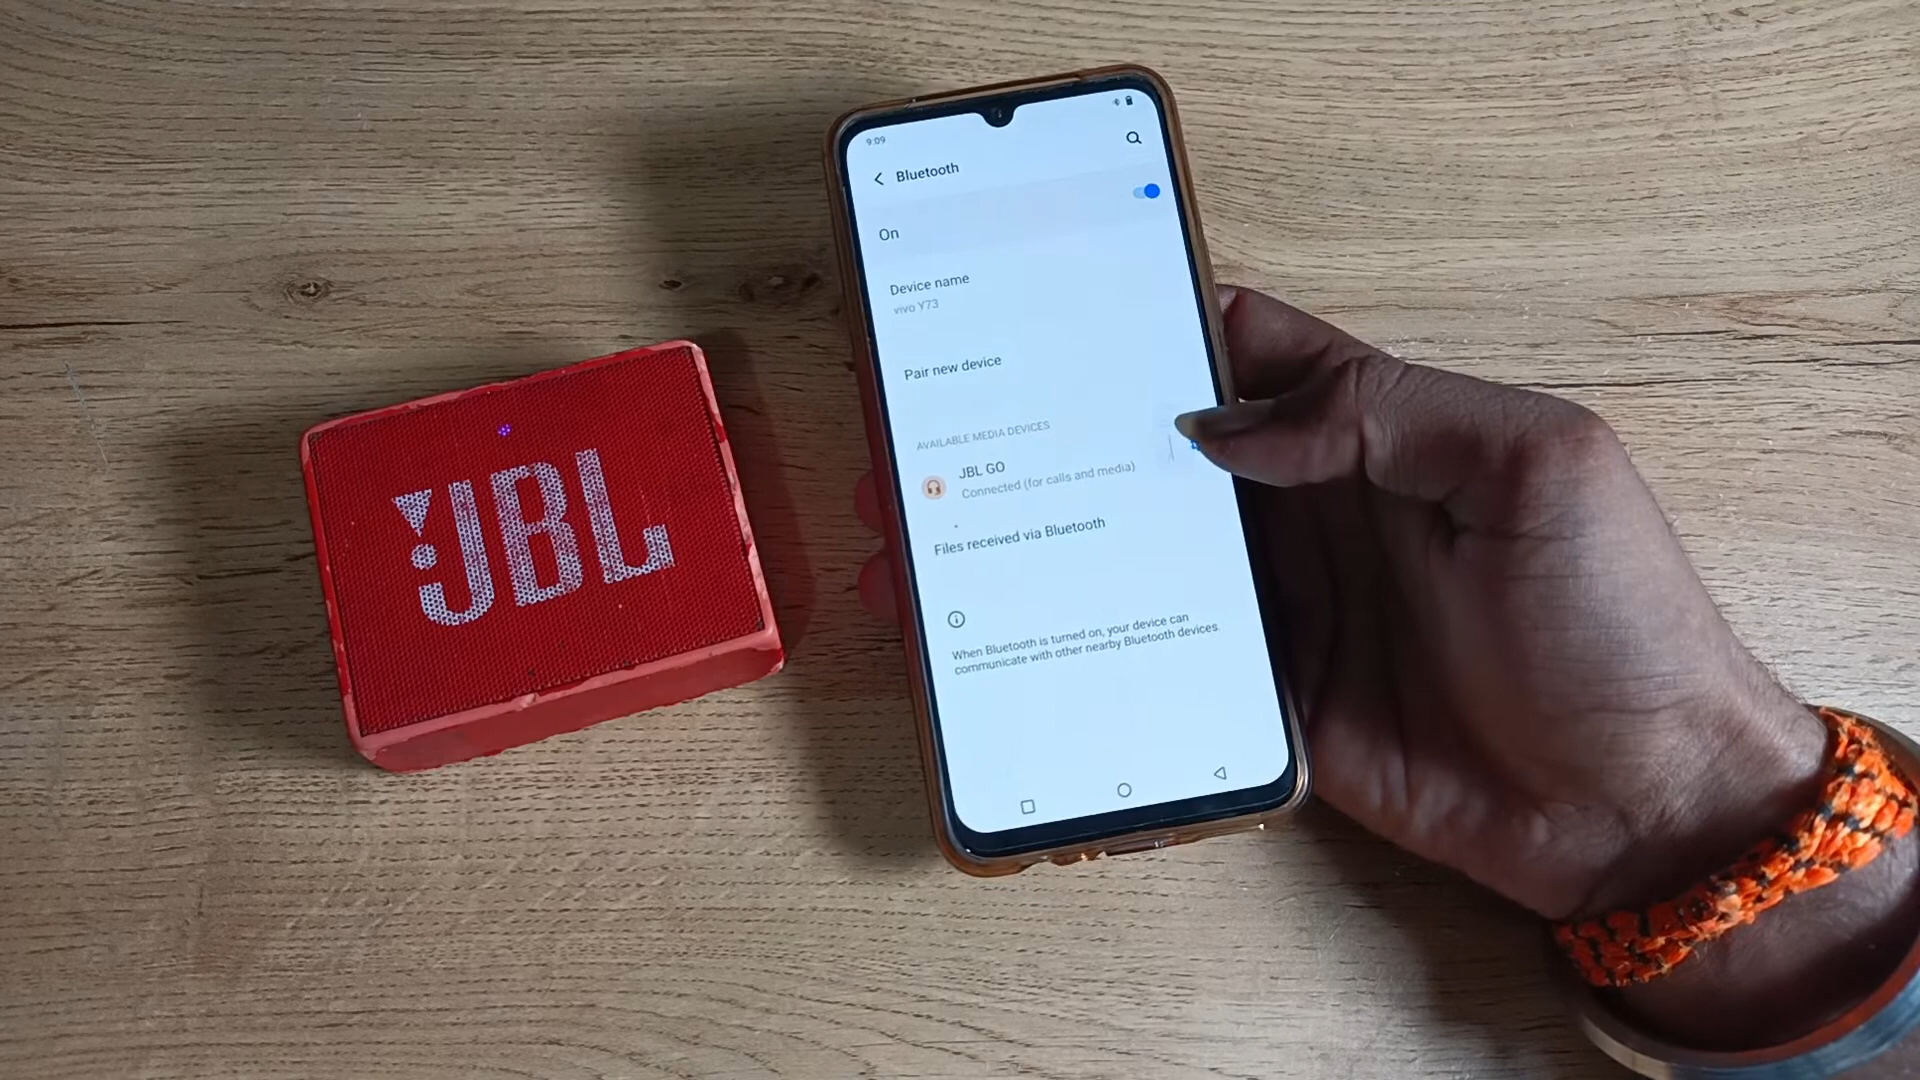 JBL
9:09
Bluetooth
On
Device name
vivo Y73
Pair new device
AVAILABLE MEDIA DEVICES
JBL GO
Connected (for calls and media)
Files received via Bluetooth
When Bluetooth is turned on, your device can
communicate with other nearby Bluetooth devices.